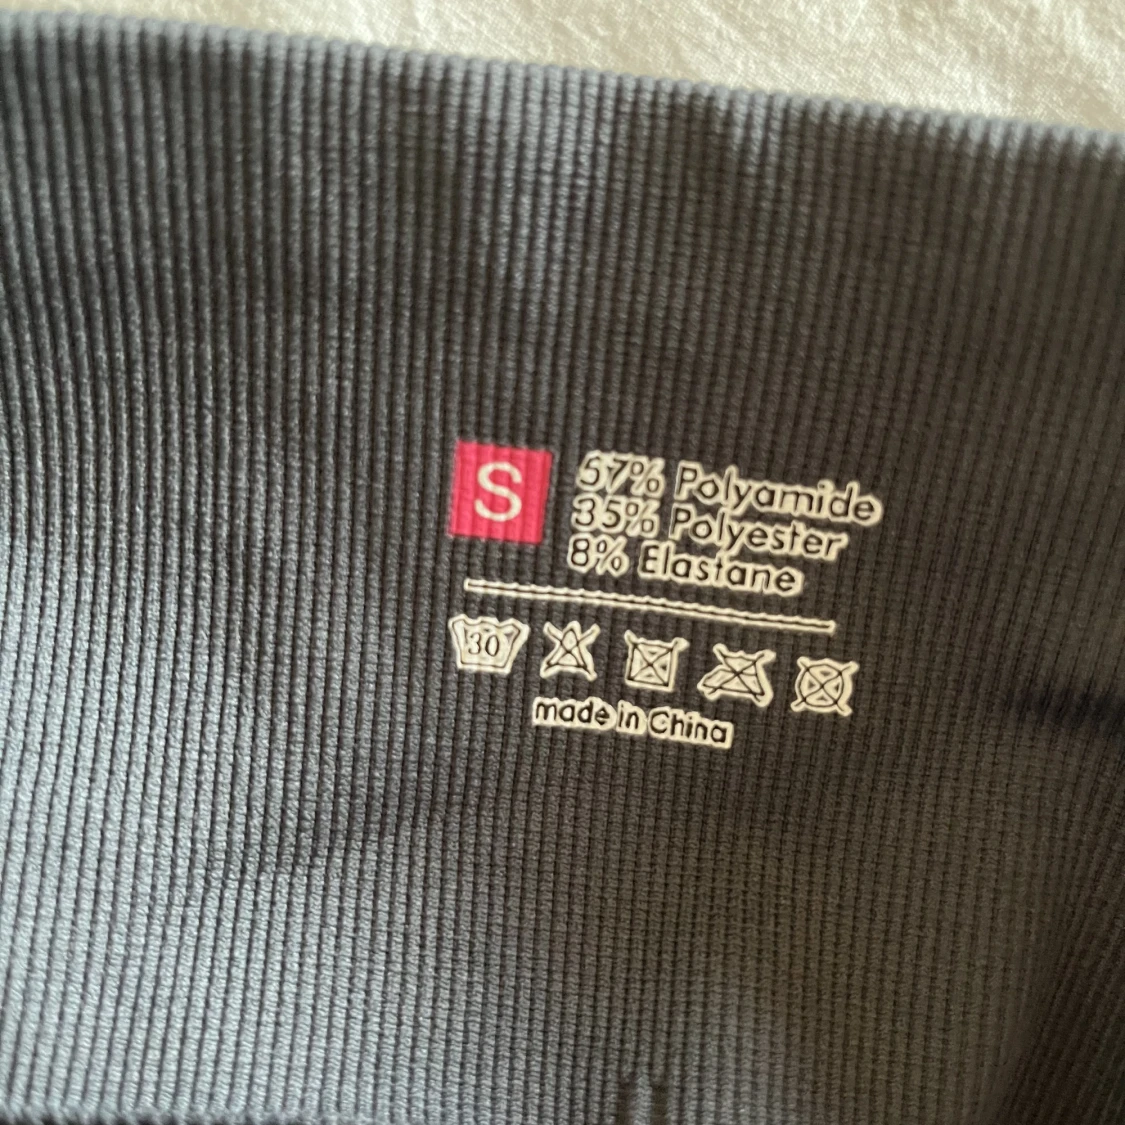 S
57% Polyamide
35% Polyester
8% Elastane
30
made in China